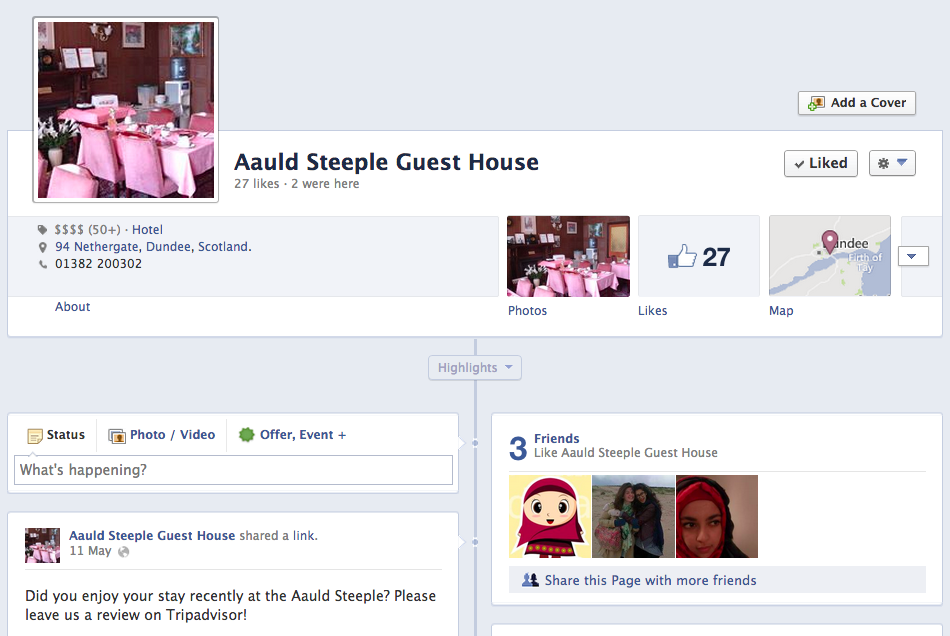 Add a Cover
Aauld Steeple Guest House
27 likes · 2 were here
Liked
$$$$ (50+) · Hotel
94 Nethergate, Dundee, Scotland.
01382 200302
About
Photos
27
Likes
Dundee
Firth of
Tay
Map
Highlights
Status
Photo / Video
Offer, Event +
What's happening?
3 Friends
Like Aauld Steeple Guest House
Share this Page with more friends
Aauld Steeple Guest House shared a link.
11 May
Did you enjoy your stay recently at the Aauld Steeple? Please
leave us a review on Tripadvisor!